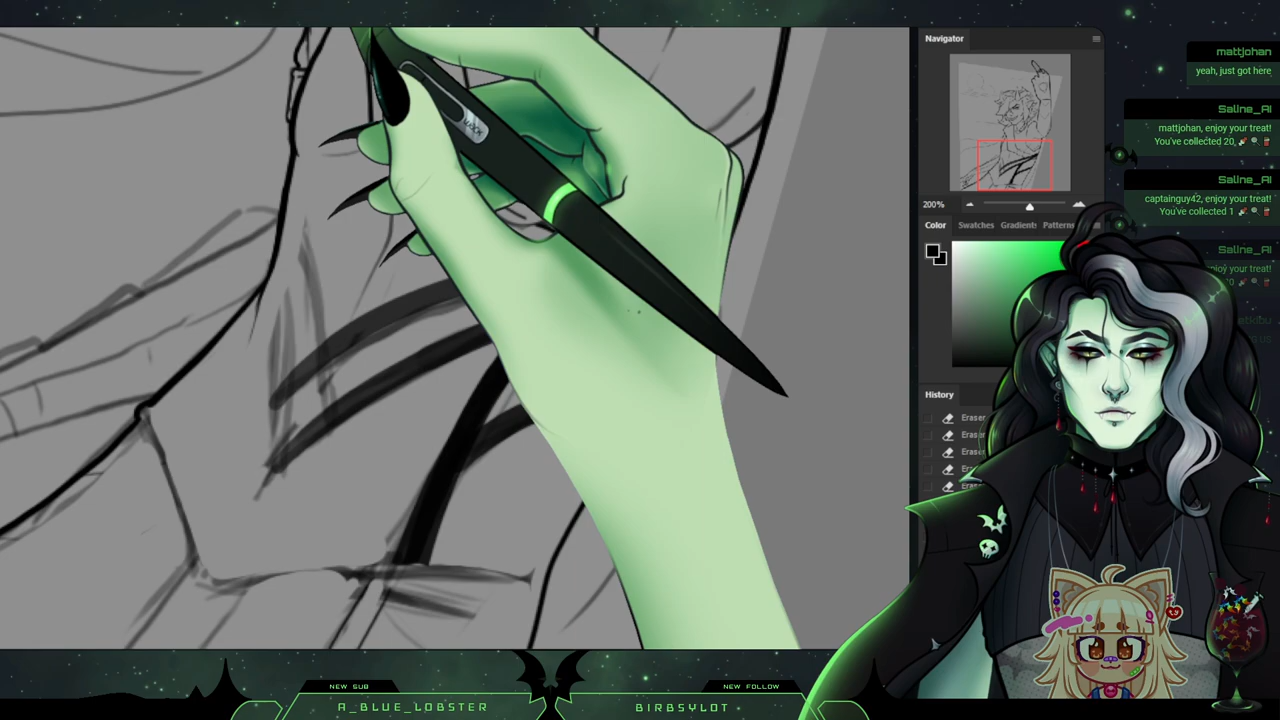 Navigator
200%
Color
Swatches
Gradients
Patterns
History
Eraser
mattjohan
yeah, just got here
Saline_AI
mattjohan, enjoy your treat!
You've collected 20
Saline_AI
captainguy42, enjoy your treat!
You've collected 1
Saline_AI
NEW SUB
A_BLUE_LOBSTER
NEW FOLLOW
BIRBSYLOT